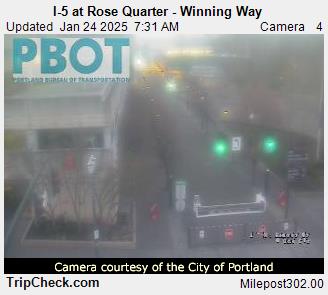 I-5 at Rose Quarter - Winning Way
Updated Jan 24 2025 7:31 AM Camera 4
PBOT
PORTLAND BUREAU OF TRANSPORTATION
Camera courtesy of the City of Portland
TripCheck.com Milepost302.00